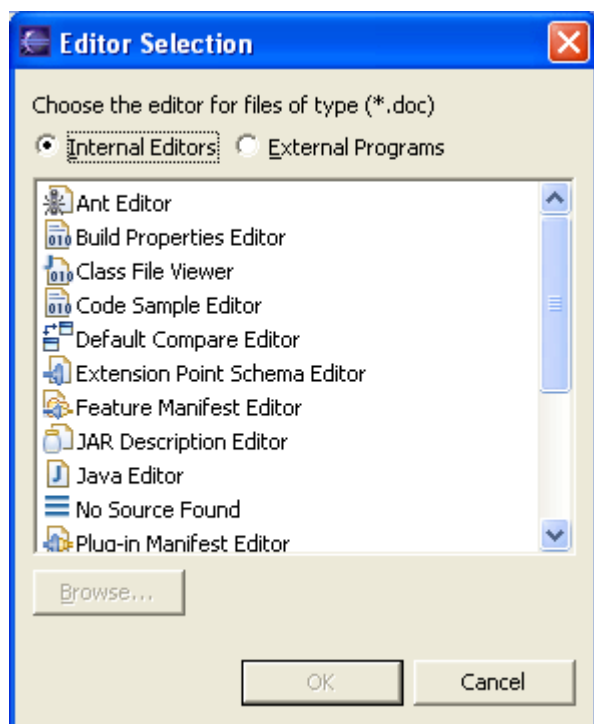 Editor Selection
Choose the editor for files of type (*.doc)
Internal Editors External Programs
Ant Editor
Build Properties Editor
Class File Viewer
Code Sample Editor
Default Compare Editor
Extension Point Schema Editor
Feature Manifest Editor
JAR Description Editor
Java Editor
No Source Found
Plug-in Manifest Editor
Browse...
OK Cancel